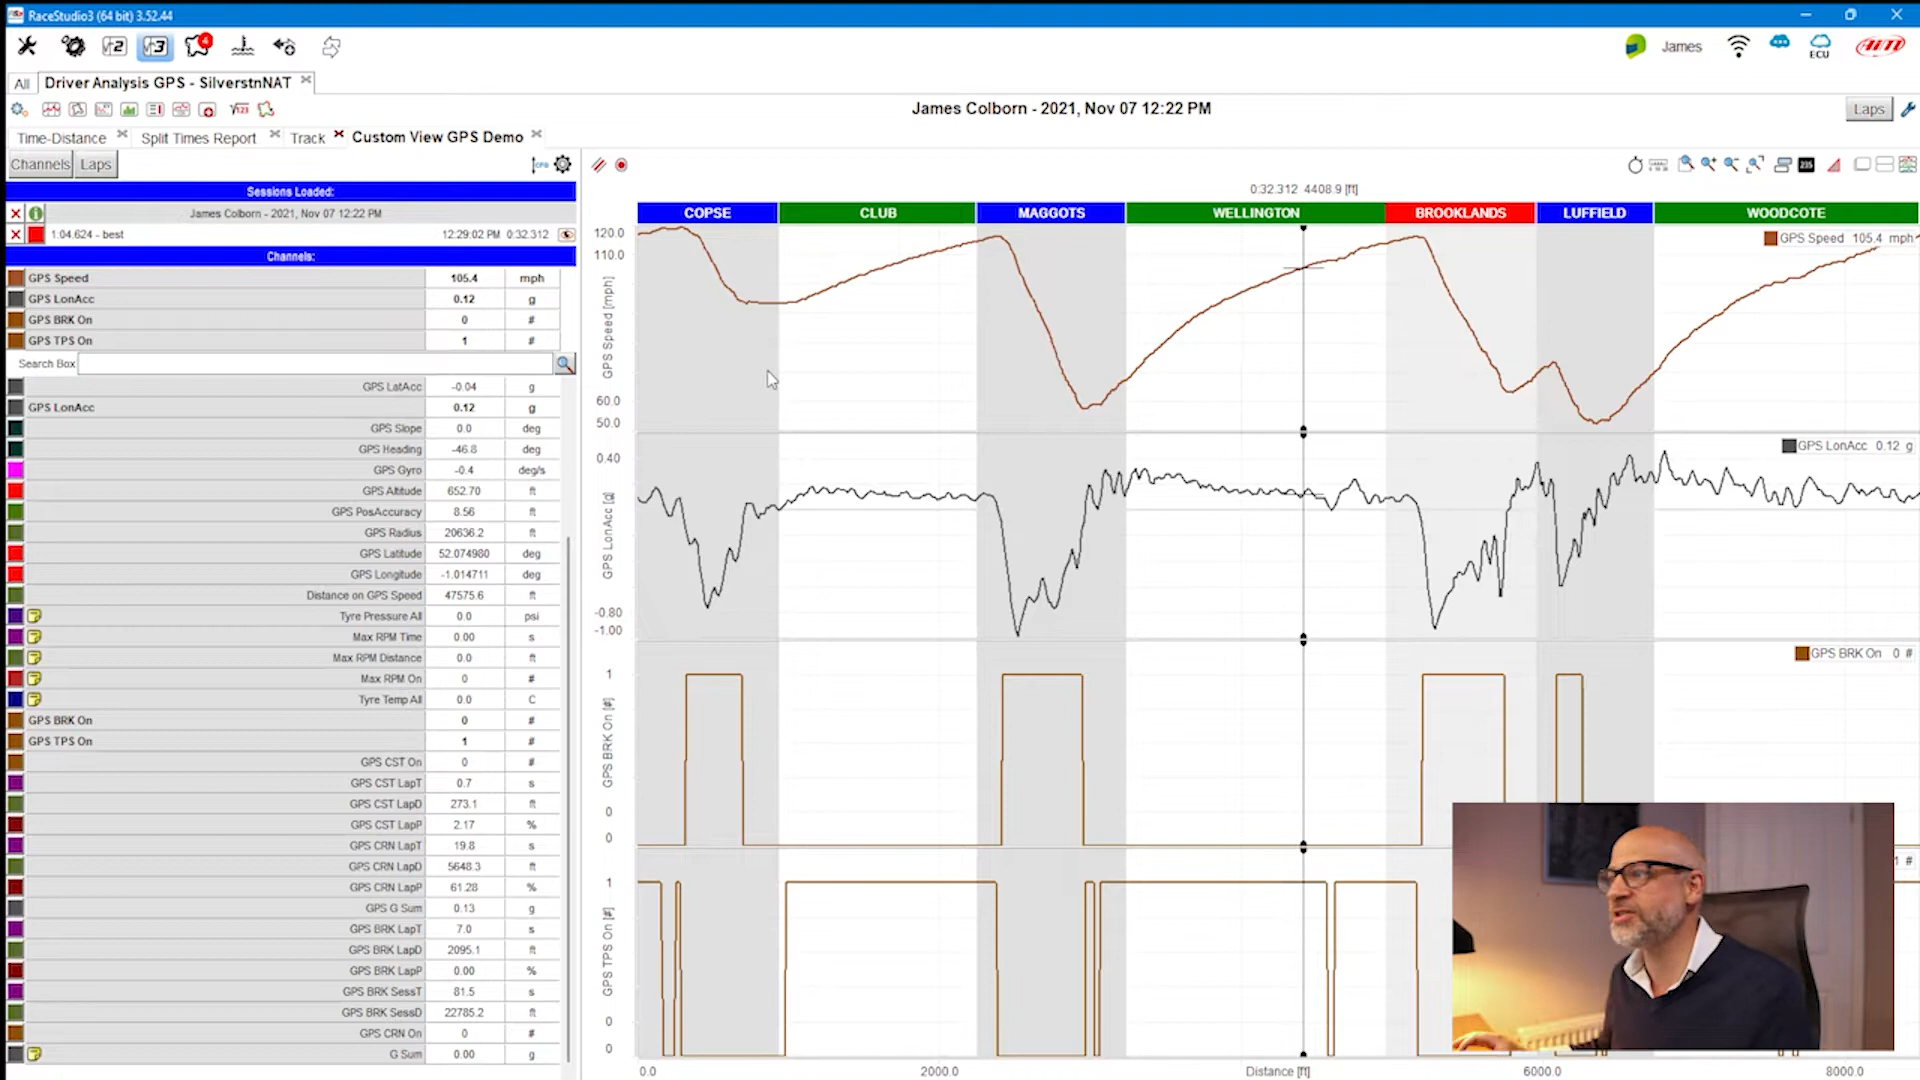 RaceStudio3 (64 bit) 3.52.44
4
James
ECU
AiM
All
Driver Analysis GPS - SilverstnNAT
James Colborn - 2021, Nov 07 12:22 PM
Laps
Time-Distance
Split Times Report
Track
Custom View GPS Demo
Channels
Laps
Sessions Loaded:
James Colborn - 2021, Nov 07 12:22 PM
1:04.624 - best 12:29:02 PM 0:32.312
Channels:
GPS Speed 105.4 mph
GPS LonAcc 0.12 g
GPS BRK On 0 #
GPS TPS On 1 #
Search Box
GPS LatAcc -0.04 g
GPS LonAcc 0.12 g
GPS Slope 0.0 deg
GPS Heading -46.8 deg
GPS Gyro -0.4 deg/s
GPS Altitude 652.70 ft
GPS PosAccuracy 8.56 ft
GPS Radius 20636.2 ft
GPS Latitude 52.074980 deg
GPS Longitude -1.014711 deg
Distance on GPS Speed 47575.6 ft
Tyre Pressure All 0.0 psi
Max RPM Time 0.00 s
Max RPM Distance 0.0 ft
Max RPM On 0 #
Tyre Temp All 0.0 C
GPS BRK On 0 #
GPS TPS On 1 #
GPS CST On 0 #
GPS CST LapT 0.7 s
GPS CST LapD 273.1 ft
GPS CST LapP 2.17 %
GPS CRN LapT 19.8 s
GPS CRN LapD 5648.3 ft
GPS CRN LapP 61.28 %
GPS G Sum 0.13 g
GPS BRK LapT 7.0 s
GPS BRK LapD 2095.1 ft
GPS BRK LapP 0.00 %
GPS BRK SessT 81.5 s
GPS BRK SessD 22785.2 ft
GPS CRN On 0 #
G Sum 0.00 g
0:32.312 4408.9 [ft]
COPSE CLUB MAGGOTS WELLINGTON BROOKLANDS LUFFIELD WOODCOTE
GPS Speed 105.4 mph
120.0
110.0
60.0
50.0
GPS Speed [mph]
GPS LonAcc 0.12 g
0.40
-0.80
-1.00
GPS LonAcc [g]
GPS BRK On 0 #
1
0
0
GPS BRK On [#]
1 #
1
0
0
GPS TPS On [#]
0.0 2000.0 Distance [ft] 6000.0 8000.0